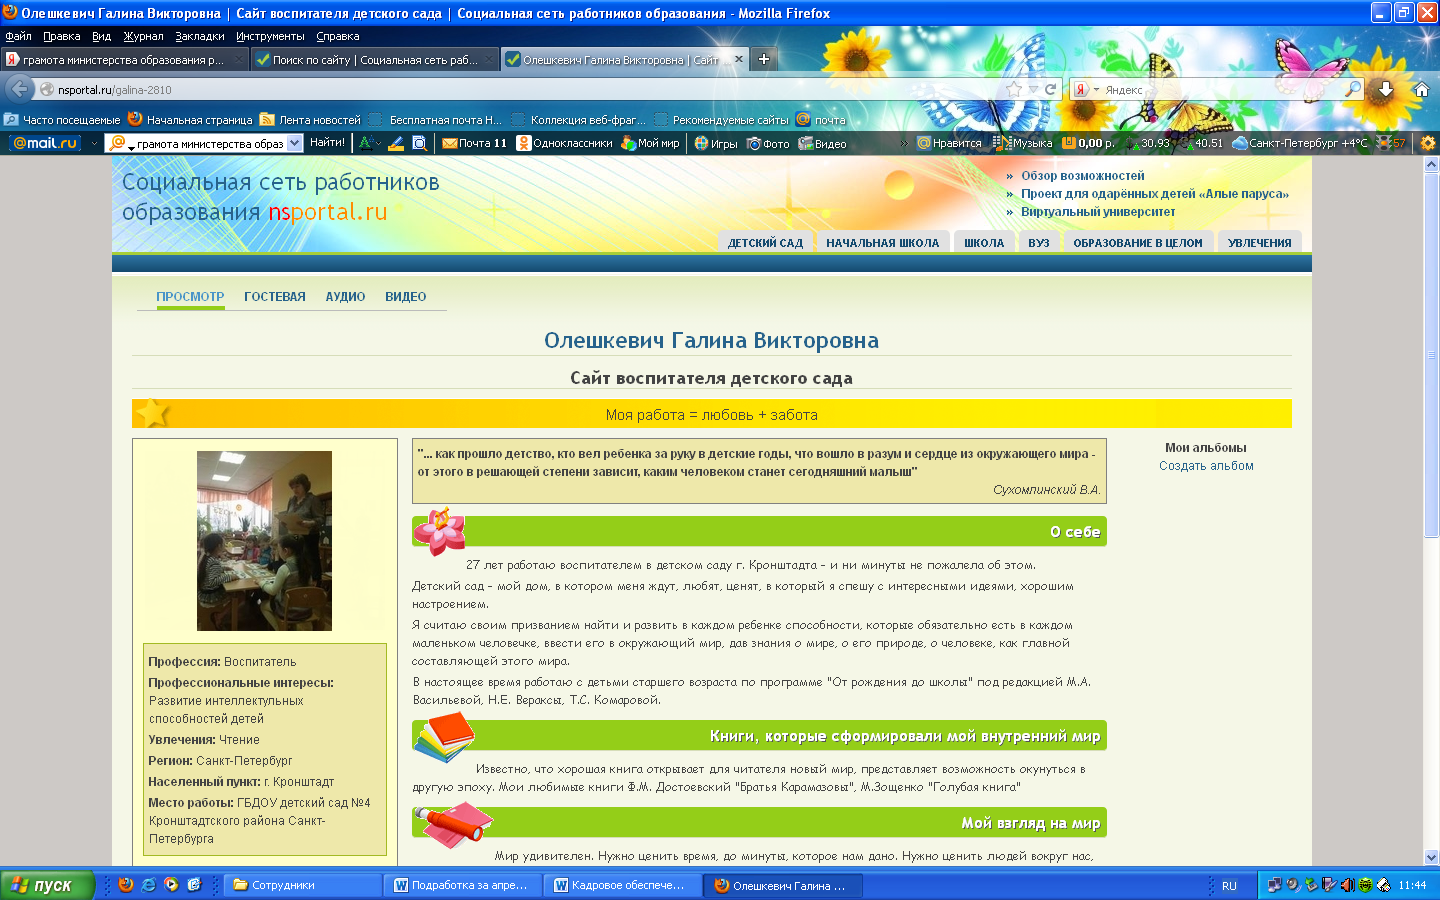 Олешкевич Галина Викторовна | Сайт воспитателя детского сада | Социальная сеть работников образования - Mozilla Firefox
Файл Правка Вид Журнал Закладки Инструменты Справка
грамота министерства образования р...
Поиск по сайту | Социальная сеть раб...
Олешкевич Галина Викторовна | Сайт ...
nsportal.ru/galina-2810
Яндекс
Часто посещаемые Начальная страница Лента новостей Бесплатная почта H... Коллекция веб-фраг... Рекомендуемые сайты почта
@mail.ru грамота министерства образ Найти! Почта 11 Одноклассники Мой мир Игры Фото Видео Нравится Музыка 0,00 р. 30.93 40.51 Санкт-Петербург +4°C 57
Социальная сеть работников
образования nsportal.ru
» Обзор возможностей
» Проект для одарённых детей «Алые паруса»
» Виртуальный университет
ДЕТСКИЙ САД НАЧАЛЬНАЯ ШКОЛА ШКОЛА ВУЗ ОБРАЗОВАНИЕ В ЦЕЛОМ УВЛЕЧЕНИЯ
ПРОСМОТР ГОСТЕВАЯ АУДИО ВИДЕО
Олешкевич Галина Викторовна
Сайт воспитателя детского сада
Моя работа = любовь + забота
Профессия: Воспитатель
Профессиональные интересы:
Развитие интеллектульных
способностей детей
Увлечения: Чтение
Регион: Санкт-Петербург
Населенный пункт: г. Кронштадт
Место работы: ГБДОУ детский сад №4
Кронштадтского района Санкт-
Петербурга
"... как прошло детство, кто вел ребенка за руку в детские годы, что вошло в разум и сердце из окружающего мира -
от этого в решающей степени зависит, каким человеком станет сегодняшний малыш"
Сухомлинский В.А.
О себе
27 лет работаю воспитателем в детском саду г. Кронштадта - и ни минуты не пожалела об этом.
Детский сад - мой дом, в котором меня ждут, любят, ценят, в который я спешу с интересными идеями, хорошим
настроением.
Я считаю своим призванием найти и развить в каждом ребенке способности, которые обязательно есть в каждом
маленьком человечке, ввести его в окружающий мир, дав знания о мире, о его природе, о человеке, как главной
составляющей этого мира.
В настоящее время работаю с детьми старшего возраста по программе "От рождения до школы" под редакцией М.А.
Васильевой, Н.Е. Вераксы, Т.С. Комаровой.
Книги, которые сформировали мой внутренний мир
Известно, что хорошая книга открывает для читателя новый мир, представляет возможность окунуться в
другую эпоху. Мои любимые книги Ф.М. Достоевский "Братья Карамазовы", М.Зощенко "Голубая книга"
Мой взгляд на мир
Мир удивителен. Нужно ценить время, до минуты, которое нам дано. Нужно ценить людей вокруг нас,
Мои альбомы
Создать альбом
пуск Сотрудники Подработка за апре... Кадровое обеспече... Олешкевич Галина ... RU 11:44